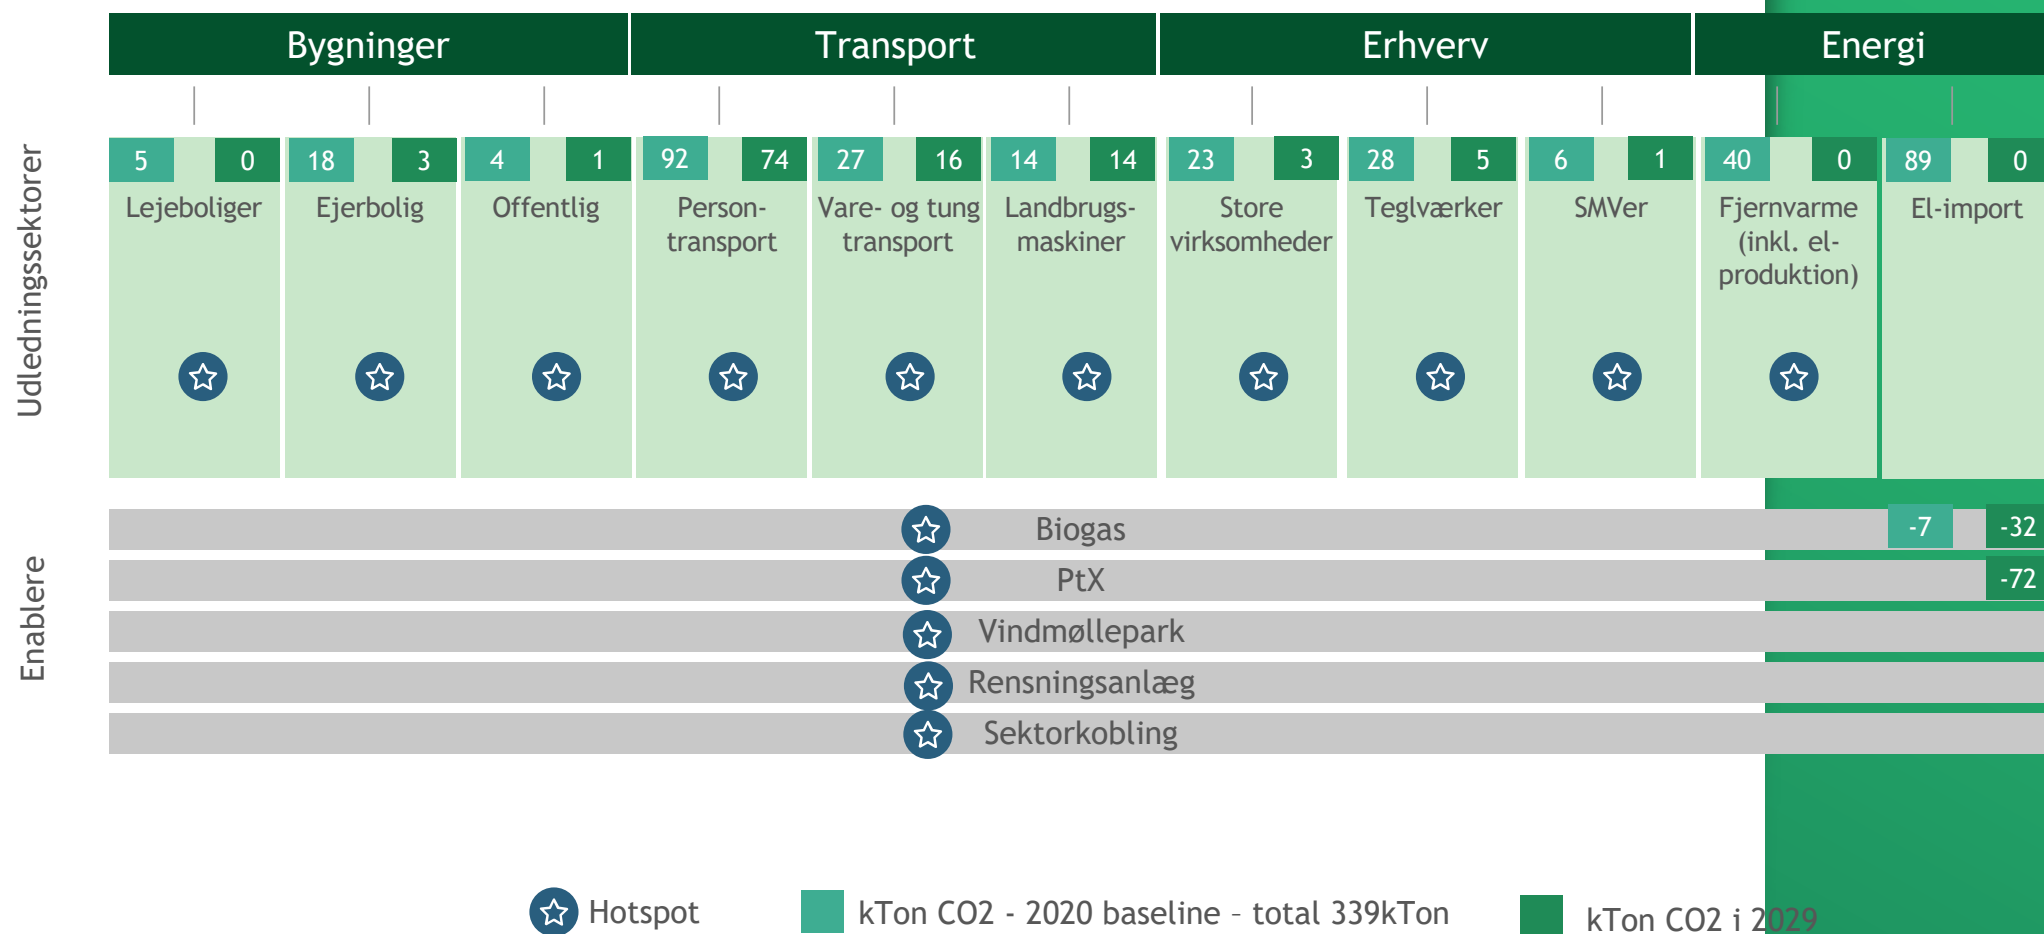 Bygninger
Transport
Erhverv
Energi
Udledningssektorer
5 0
Lejeboliger
18 3
Ejerbolig
4 1
Offentlig
92 74
Person-
transport
27 16
Vare- og tung
transport
14 14
Landbrugs-
maskiner
23 3
Store
virksomheder
28 5
Teglværker
6 1
SMVer
40 0
Fjernvarme
(inkl. el-
produktion)
89 0
El-import
Enablere
Biogas -7 -32
PtX -72
Vindmøllepark
Rensningsanlæg
Sektorkobling
Hotspot
kTon CO2 - 2020 baseline – total 339kTon
kTon CO2 i 2029